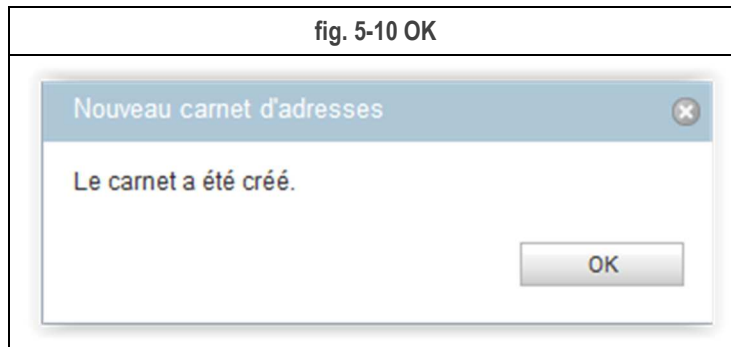 fig. 5-10 OK
Nouveau carnet d'adresses
Le carnet a été créé.
OK